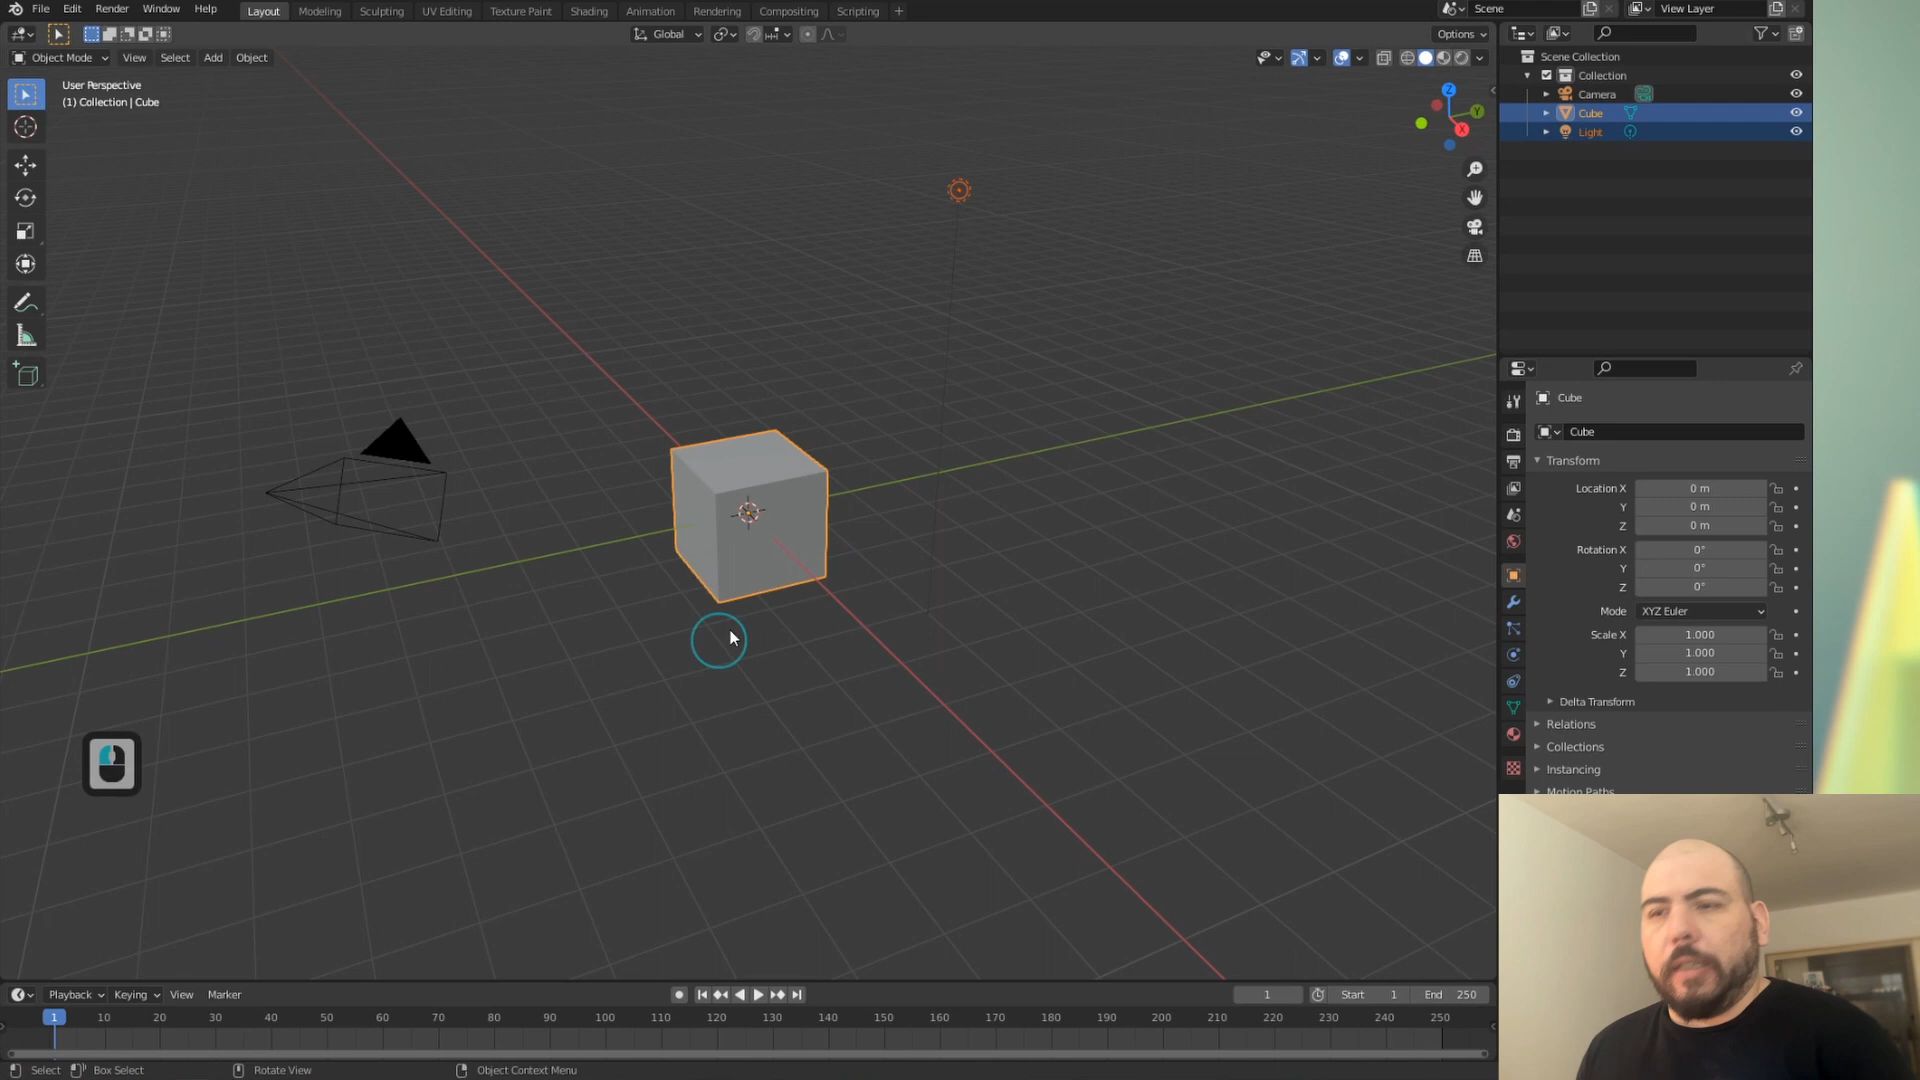 File Edit Render Window Help Layout Modeling Sculpting UV Editing Texture Paint Shading Animation Rendering Compositing Scripting + Scene View Layer
Global Options
Object Mode View Select Add Object
User Perspective
(1) Collection | Cube
Z
Y
X
Scene Collection
Collection
Camera
Cube
Light
Cube
Cube
Transform
Location X 0 m
Y 0 m
Z 0 m
Rotation X 0°
Y 0°
Z 0°
Mode XYZ Euler
Scale X 1.000
Y 1.000
Z 1.000
Delta Transform
Relations
Collections
Instancing
Motion Paths
Playback Keying View Marker 1 Start 1 End 250
1 10 20 30 40 50 60 70 80 90 100 110 120 130 140 150 160 170 180 190 200 210 220 230 240 250
Select Box Select Rotate View Object Context Menu